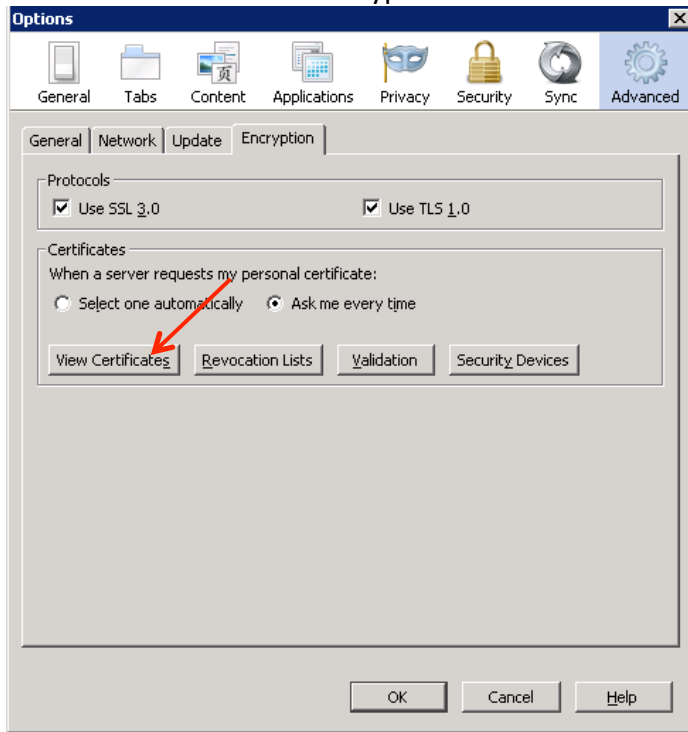 yp
Options
General Tabs Content Applications Privacy Security Sync Advanced
页
General Network Update Encryption
Protocols
Use SSL 3.0 Use TLS 1.0
Certificates
When a server requests my personal certificate:
Select one automatically Ask me every time
View Certificates Revocation Lists Validation Security Devices
OK Cancel Help